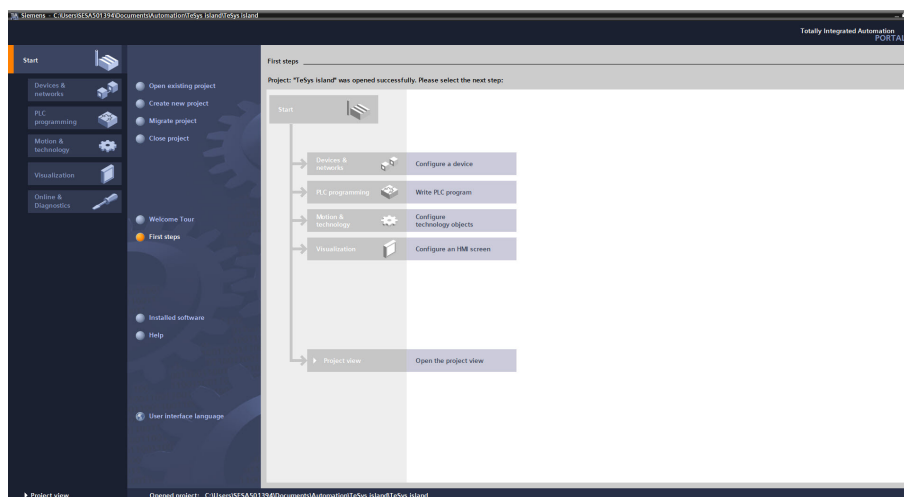 Siemens - C:\Users\SESA501394\Documents\Automation\TeSys island\TeSys island
Totally Integrated Automation
PORTAL
Start
Devices &
networks
PLC
programming
Motion &
technology
Visualization
Online &
Diagnostics
Open existing project
Create new project
Migrate project
Close project
Welcome Tour
First steps
Installed software
Help
User interface language
First steps
Project: "TeSys island" was opened successfully. Please select the next step:
Start
Devices &
networks
Configure a device
PLC programming
Write PLC program
Motion &
technology
Configure
technology objects
Visualization
Configure an HMI screen
Project view
Open the project view
Project view
Opened project: C:\Users\SESA501394\Documents\Automation\TeSys island\TeSys island